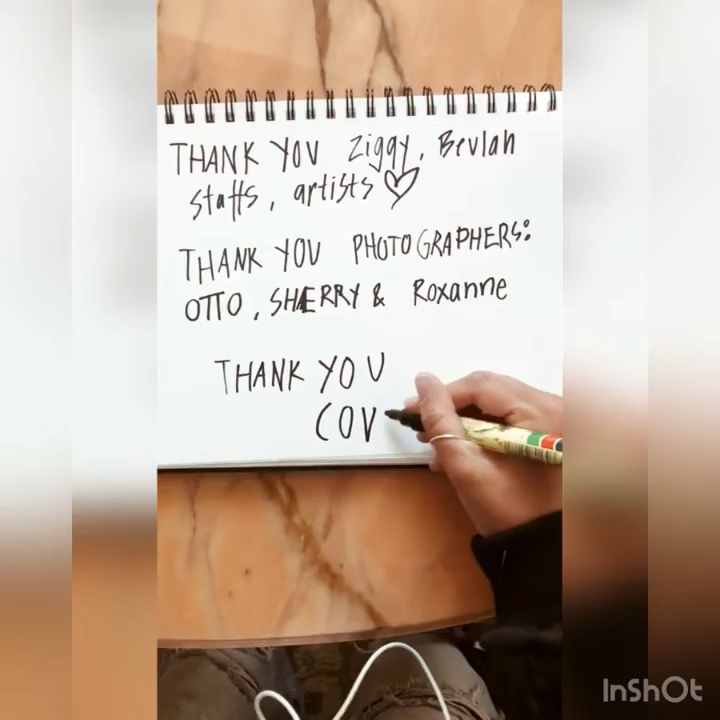 THANK YOU Ziggy, Beulah
staffs, artists
THANK YOU PHOTOGRAPHERS:
OTTO, SHERRY & Roxanne
THANK YOU
COV
InShOt